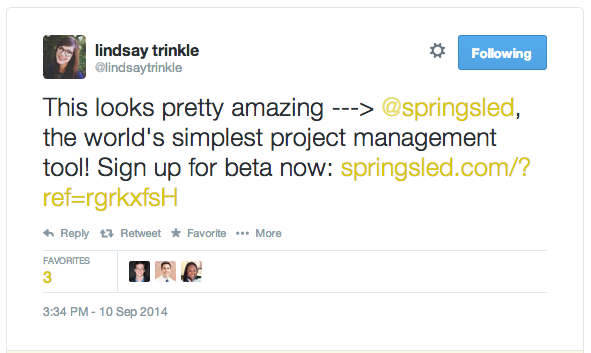 lindsay trinkle
@lindsaytrinkle
Following
This looks pretty amazing ---> @springsled,
the world's simplest project management
tool! Sign up for beta now: springsled.com/?
ref=rgrkxfsH
Reply Retweet Favorite More
FAVORITES
3
3:34 PM - 10 Sep 2014